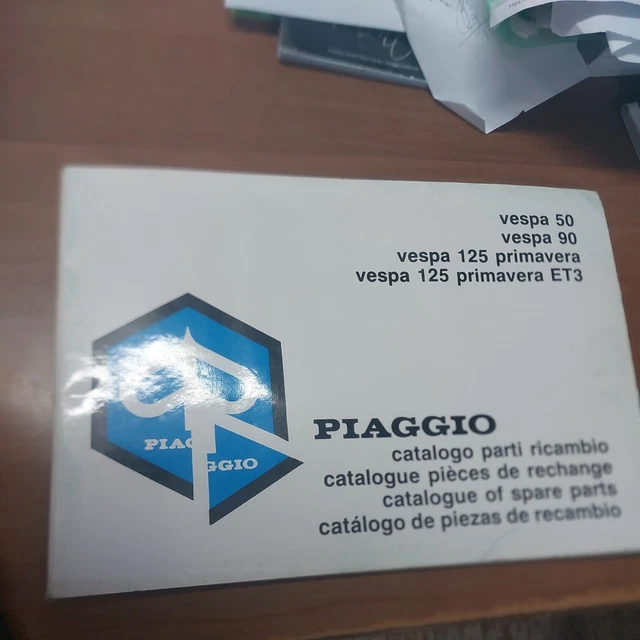 vespa 50
vespa 90
vespa 125 primavera
vespa 125 primavera ET3
PIAGGIO
PIAGGIO
catalogo parti ricambio
catalogue pièces de rechange
catalogue of spare parts
catálogo de piezas de recambio